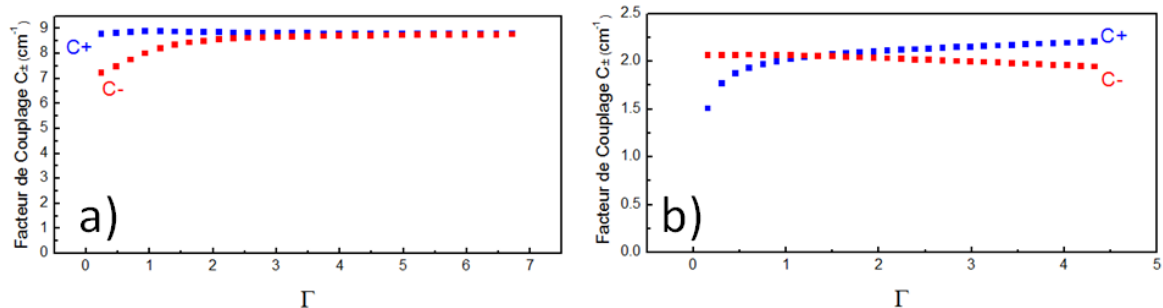 Facteur de Couplage C± (cm⁻¹)
9
8
7
6
5
4
3
2
1
0
C+
C-
a)
0 1 2 3 4 5 6 7
Γ
Facteur de Couplage C± (cm⁻¹)
2.5
2.0
1.5
1.0
0.5
0.0
C+
C-
b)
0 1 2 3 4 5
Γ